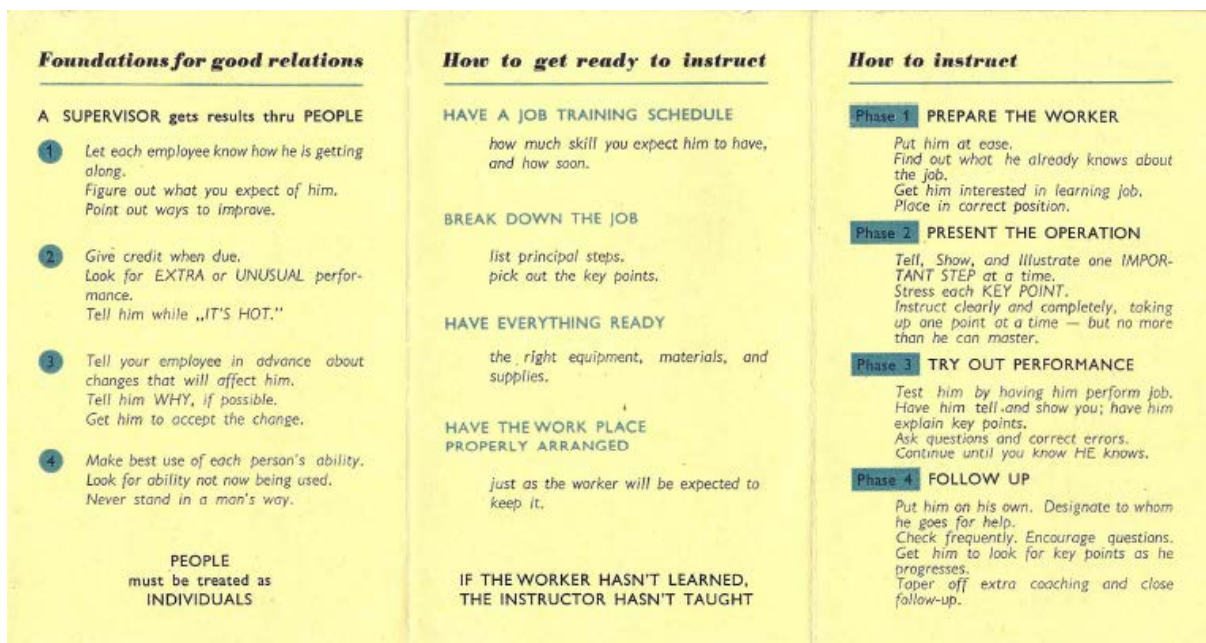 Foundations for good relations
A SUPERVISOR gets results thru PEOPLE
1 Let each employee know how he is getting
along.
Figure out what you expect of him.
Point out ways to improve.
2 Give credit when due.
Look for EXTRA or UNUSUAL perfor-
mance.
Tell him while „IT'S HOT."
3 Tell your employee in advance about
changes that will affect him.
Tell him WHY, if possible.
Get him to accept the change.
4 Make best use of each person's ability.
Look for ability not now being used.
Never stand in a man's way.
PEOPLE
must be treated as
INDIVIDUALS
How to get ready to instruct
HAVE A JOB TRAINING SCHEDULE
how much skill you expect him to have,
and how soon.
BREAK DOWN THE JOB
list principal steps.
pick out the key points.
HAVE EVERYTHING READY
the right equipment, materials, and
supplies.
HAVE THE WORK PLACE
PROPERLY ARRANGED
just as the worker will be expected to
keep it.
IF THE WORKER HASN'T LEARNED,
THE INSTRUCTOR HASN'T TAUGHT
How to instruct
Phase 1 PREPARE THE WORKER
Put him at ease.
Find out what he already knows about
the job.
Get him interested in learning job.
Place in correct position.
Phase 2 PRESENT THE OPERATION
Tell, Show, and Illustrate one IMPOR-
TANT STEP at a time.
Stress each KEY POINT.
Instruct clearly and completely, taking
up one point at a time — but no more
than he can master.
Phase 3 TRY OUT PERFORMANCE
Test him by having him perform job.
Have him tell and show you; have him
explain key points.
Ask questions and correct errors.
Continue until you know HE knows.
Phase 4 FOLLOW UP
Put him on his own. Designate to whom
he goes for help.
Check frequently. Encourage questions.
Get him to look for key points as he
progresses.
Taper off extra coaching and close
follow-up.